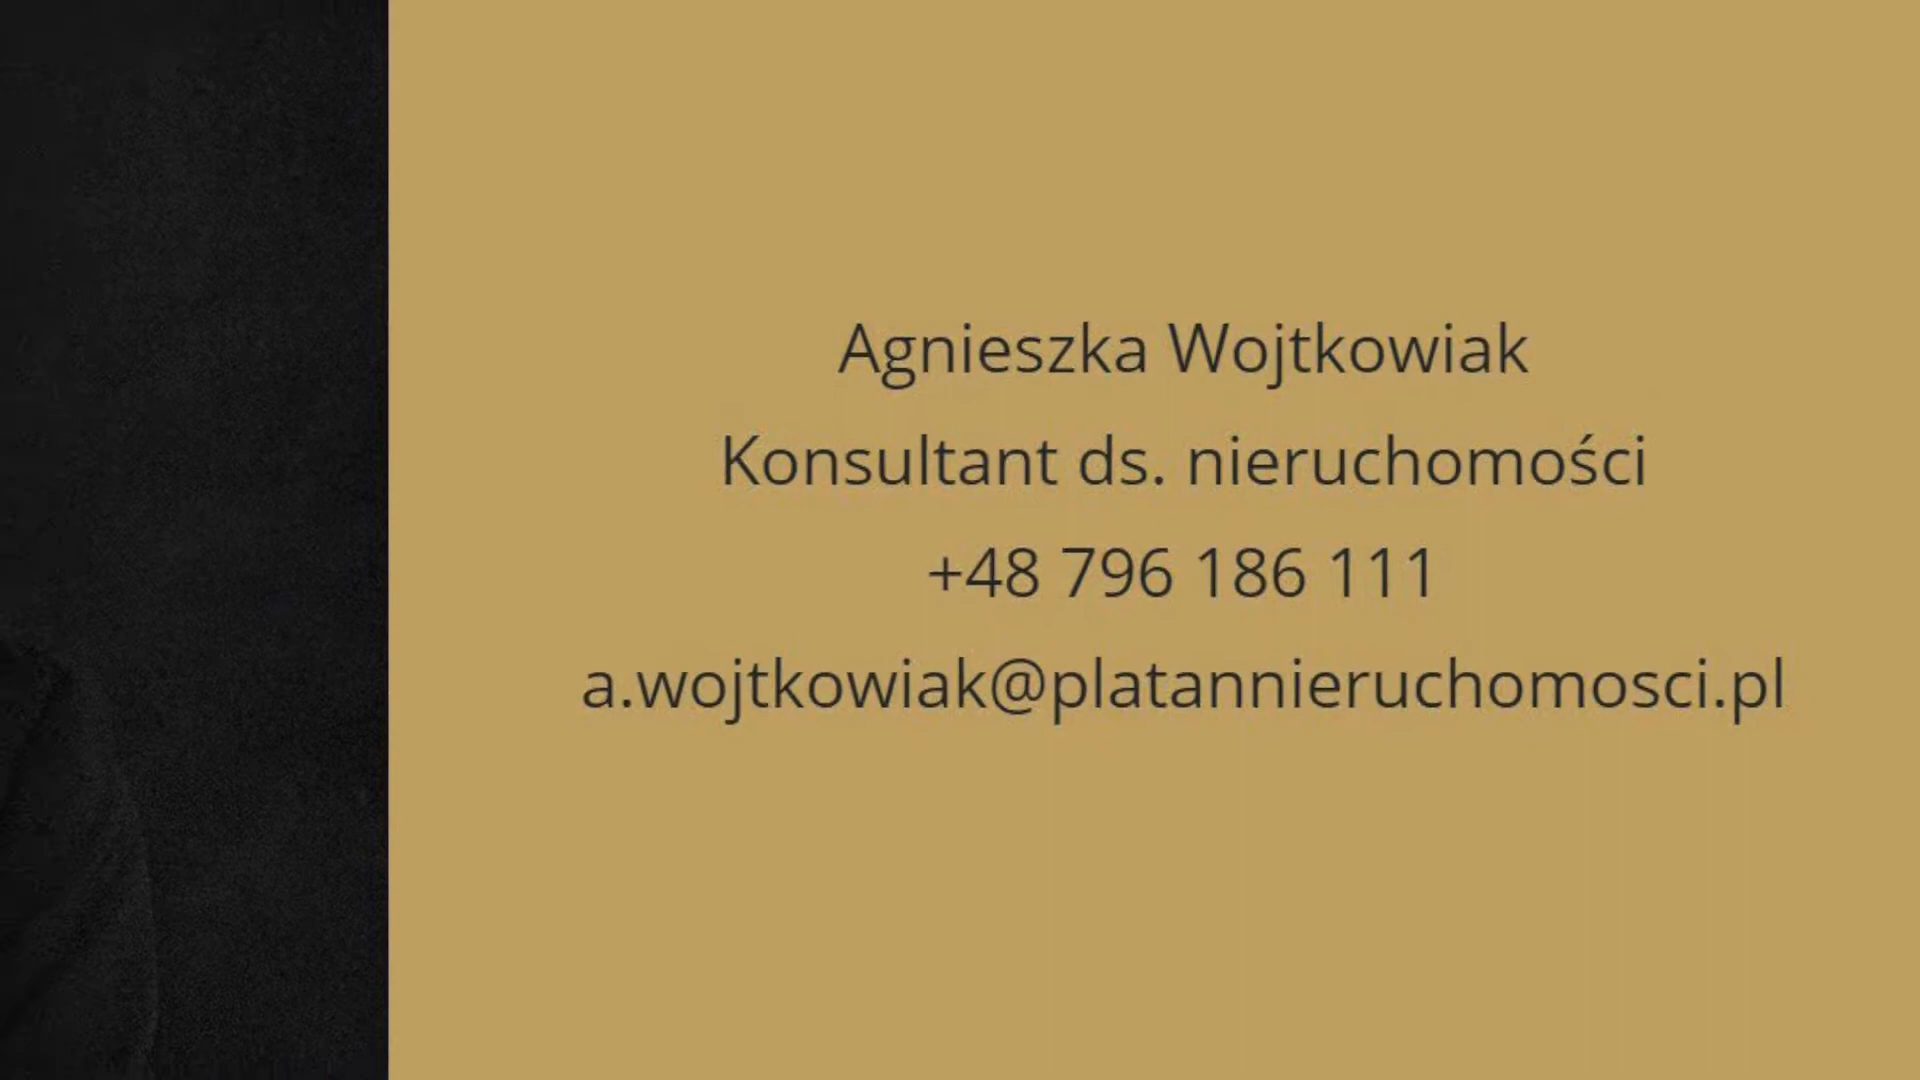 Agnieszka Wojtkowiak
Konsultant ds. nieruchomości
+48 796 186 111
a.wojtkowiak@platannieruchomosci.pl